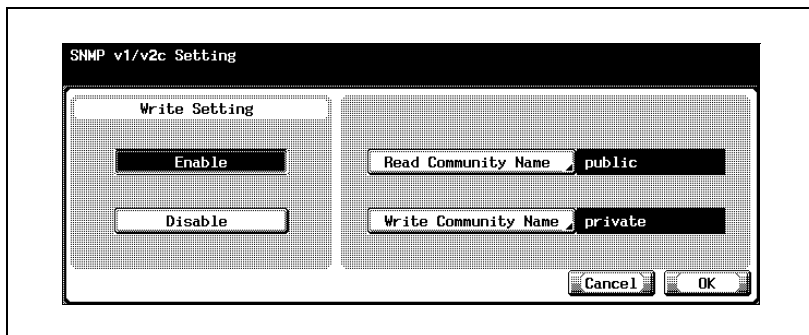 SNMP v1/v2c Setting
Write Setting
Enable
Disable
Read Community Name public
Write Community Name private
Cancel OK